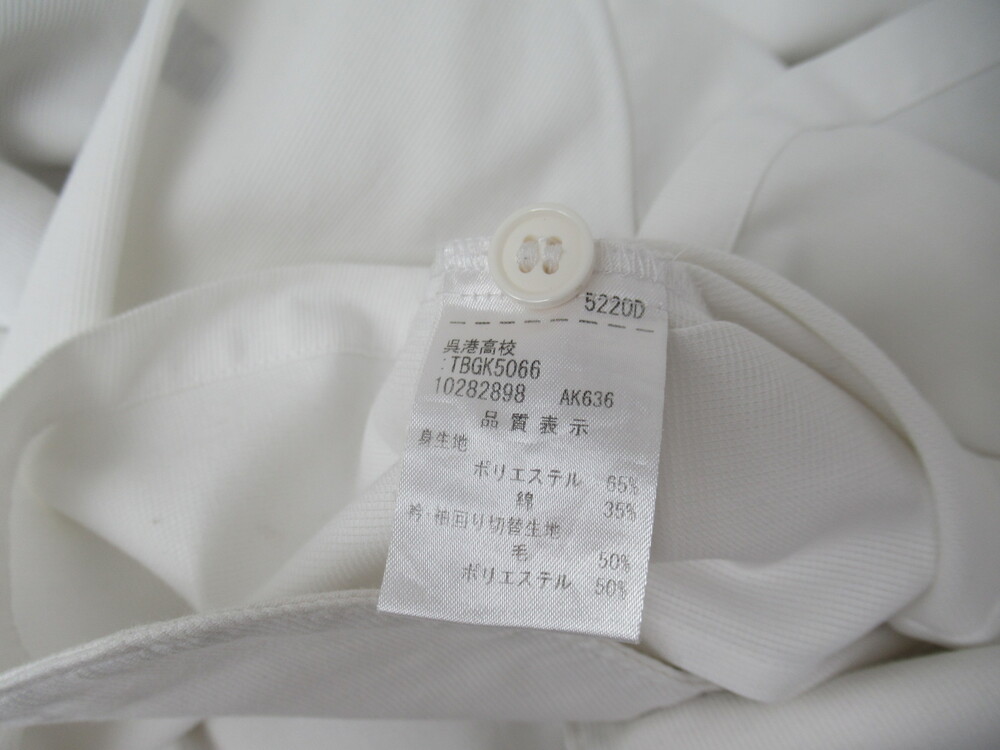 5220D
呉港高校
:TBGK5066
10282898 AK636
品質表示
身生地
ポリエステル 65%
綿 35%
衿・袖回り切替生地
毛 50%
ポリエステル 50%